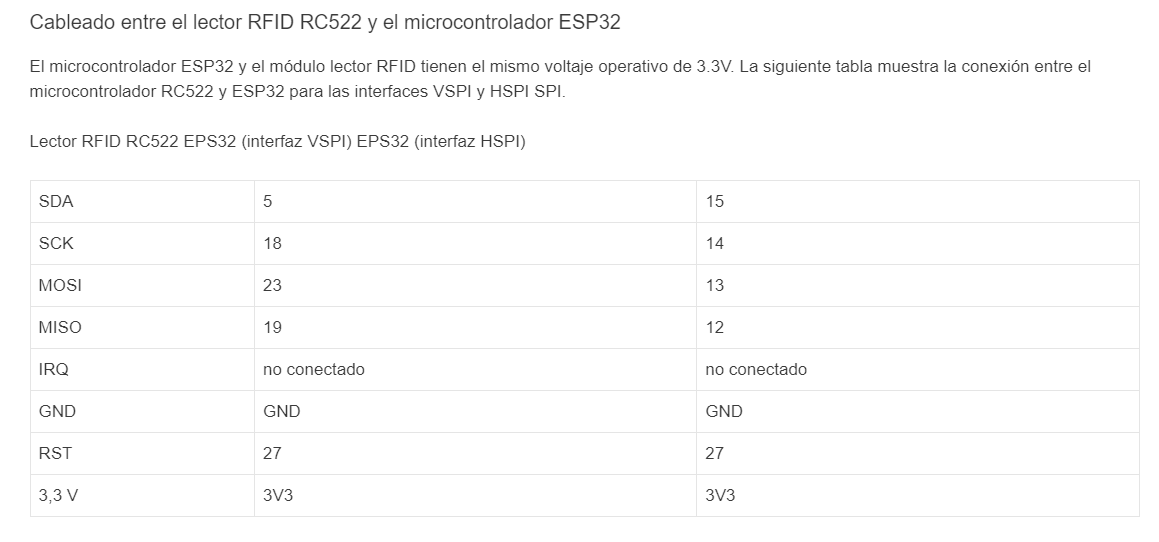 Cableado entre el lector RFID RC522 y el microcontrolador ESP32
El microcontrolador ESP32 y el módulo lector RFID tienen el mismo voltaje operativo de 3.3V. La siguiente tabla muestra la conexión entre el
microcontrolador RC522 y ESP32 para las interfaces VSPI y HSPI SPI.
Lector RFID RC522 EPS32 (interfaz VSPI) EPS32 (interfaz HSPI)
SDA 5 15
SCK 18 14
MOSI 23 13
MISO 19 12
IRQ no conectado no conectado
GND GND GND
RST 27 27
3,3 V 3V3 3V3